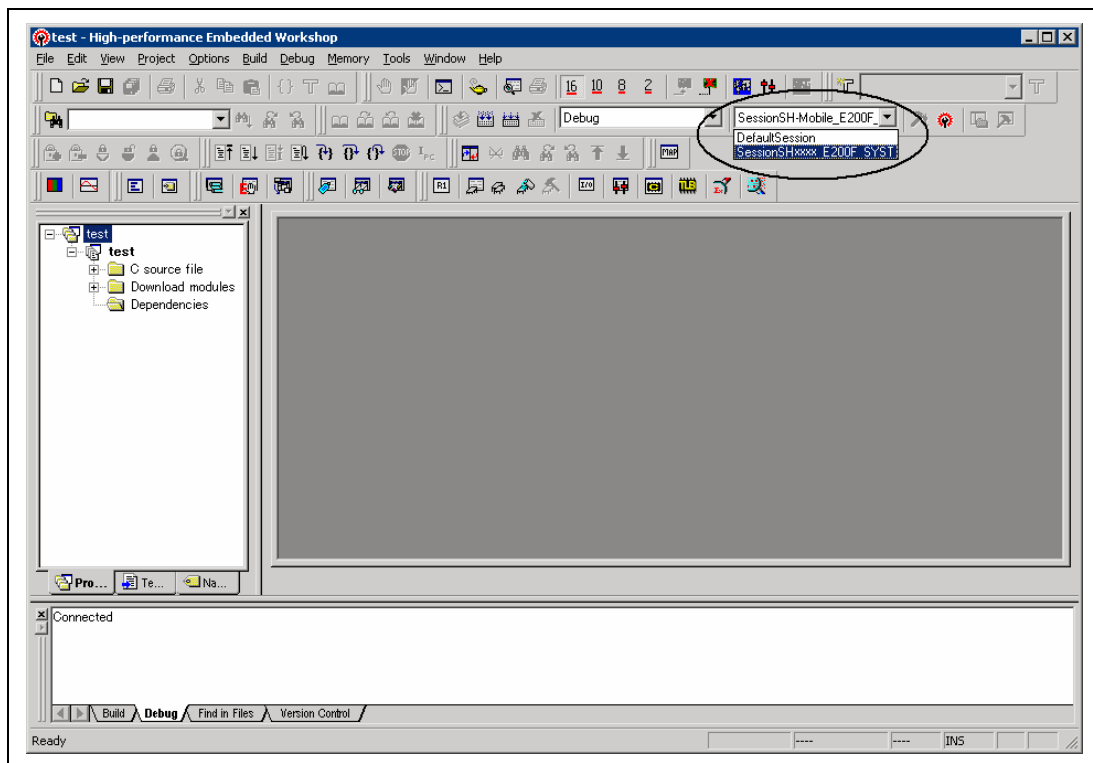 test - High-performance Embedded Workshop
File Edit View Project Options Build Debug Memory Tools Window Help
16 10 8 2
Debug
SessionSH-Mobile_E200F_
DefaultSession
SessionSHxxxx_E200F_SYST
MAP
R1
I/O
test
test
C source file
Download modules
Dependencies
Pro... Te... Na...
Connected
Build Debug Find in Files Version Control
Ready ---- ---- INS